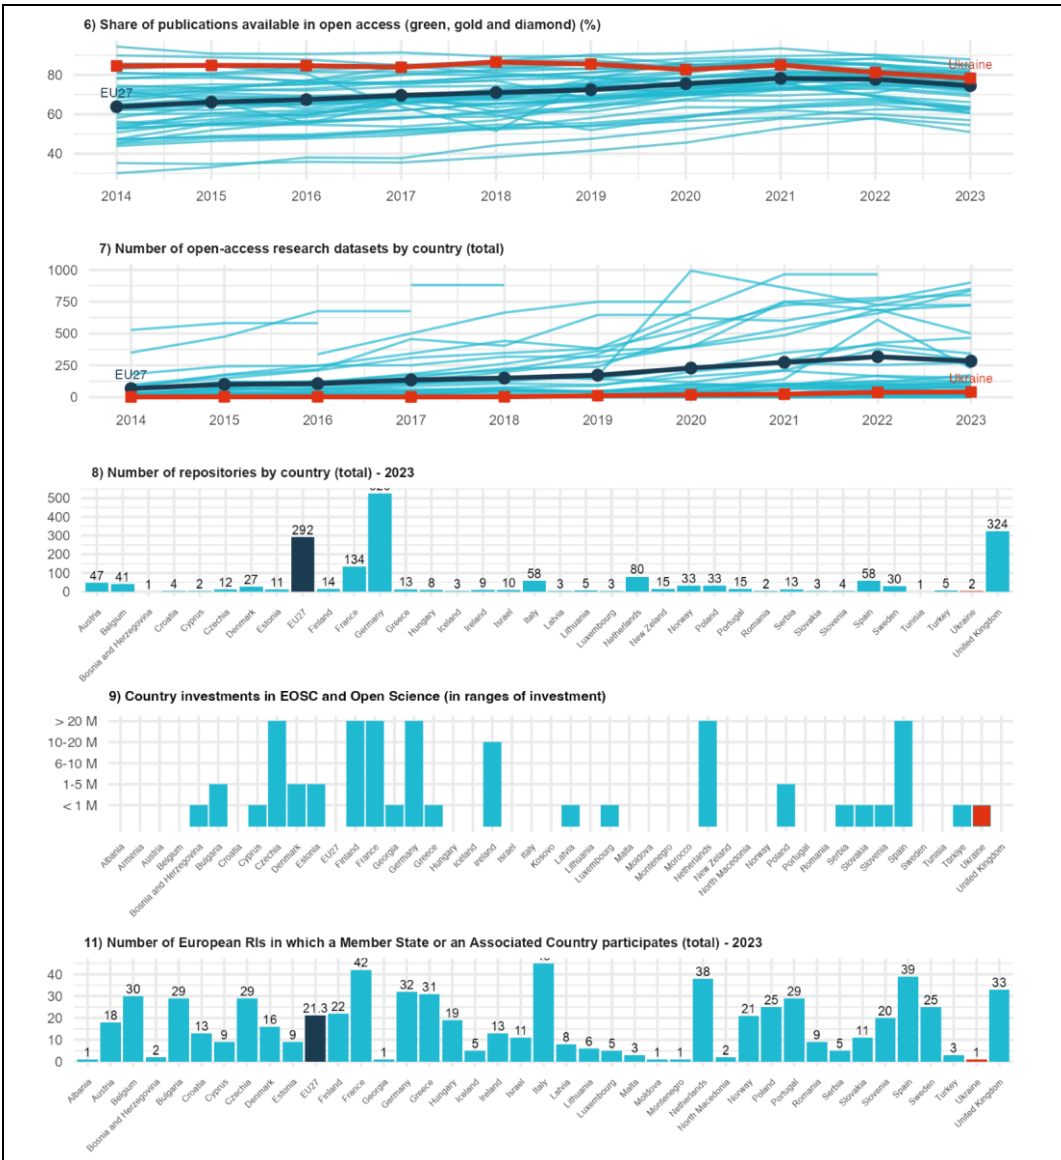 6) Share of publications available in open access (green, gold and diamond) (%)
80
60
40
EU27
Ukraine
2014 2015 2016 2017 2018 2019 2020 2021 2022 2023
7) Number of open-access research datasets by country (total)
1000
750
500
250
0
EU27
Ukraine
2014 2015 2016 2017 2018 2019 2020 2021 2022 2023
8) Number of repositories by country (total) - 2023
500
400
300
200
100
0
47 41 1 4 2 12 27 11 292 14 134 13 8 3 9 10 58 3 5 3 80 15 33 33 15 2 13 3 4 58 30 1 5 2 324
Austria
Belgium
Bosnia and Herzegovina
Croatia
Cyprus
Czechia
Denmark
Estonia
EU27
Finland
France
Germany
Greece
Hungary
Iceland
Ireland
Israel
Italy
Latvia
Lithuania
Luxembourg
Netherlands
New Zeland
Norway
Poland
Portugal
Romania
Serbia
Slovakia
Slovenia
Spain
Sweden
Tunisia
Turkey
Ukraine
United Kingdom
9) Country investments in EOSC and Open Science (in ranges of investment)
> 20 M
10-20 M
6-10 M
1-5 M
< 1 M
Albania
Armenia
Austria
Belgium
Bosnia and Herzegovina
Bulgaria
Croatia
Cyprus
Czechia
Denmark
Estonia
EU27
Finland
France
Georgia
Germany
Greece
Hungary
Iceland
Ireland
Israel
Italy
Kosovo
Latvia
Lithuania
Luxembourg
Malta
Moldova
Montenegro
Morocco
Netherlands
New Zeland
North Macedonia
Norway
Poland
Portugal
Romania
Serbia
Slovakia
Slovenia
Spain
Sweden
Tunisia
Türkiye
Ukraine
United Kingdom
11) Number of European RIs in which a Member State or an Associated Country participates (total) - 2023
40
30
20
10
0
1 18 30 2 29 13 9 29 16 9 21.3 22 42 1 32 31 19 5 13 11 8 6 5 3 1 1 38 2 21 25 29 9 5 11 20 39 25 3 1 33
Albania
Austria
Belgium
Bosnia and Herzegovina
Bulgaria
Croatia
Cyprus
Czechia
Denmark
Estonia
EU27
Finland
France
Georgia
Germany
Greece
Hungary
Iceland
Ireland
Israel
Italy
Latvia
Lithuania
Luxembourg
Malta
Moldova
Montenegro
Netherlands
North Macedonia
Norway
Poland
Portugal
Romania
Serbia
Slovakia
Slovenia
Spain
Sweden
Turkey
Ukraine
United Kingdom